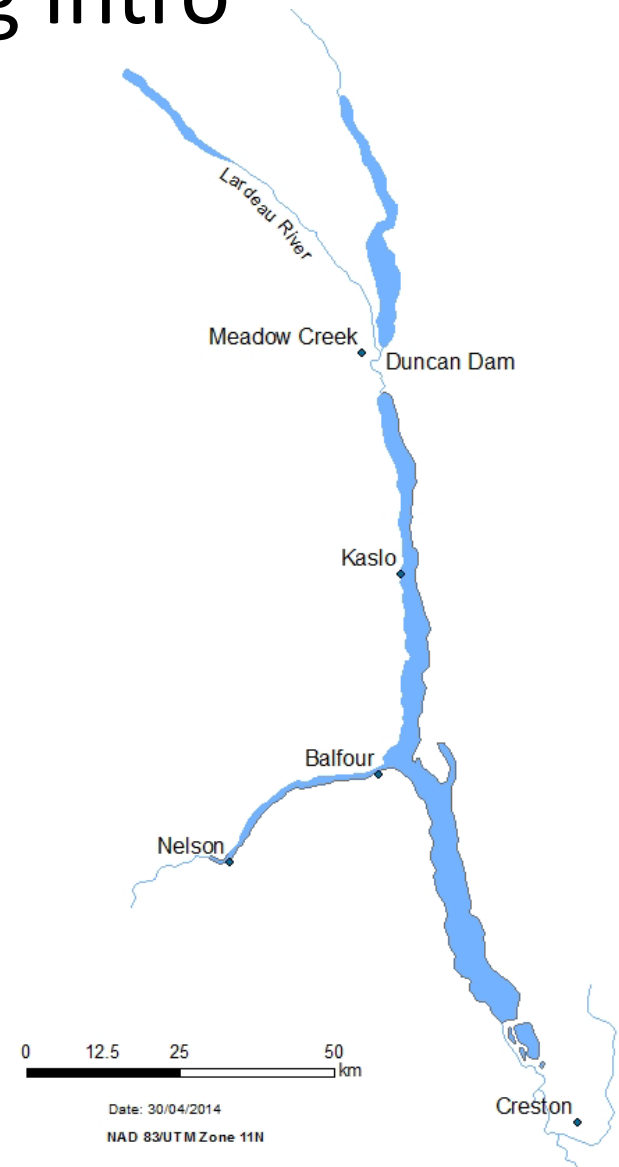 g Intro
Lardeau River
Meadow Creek
Duncan Dam
Kaslo
Balfour
Nelson
0 12.5 25 50
km
Creston
Date: 30/04/2014
NAD 83/UTM Zone 11N